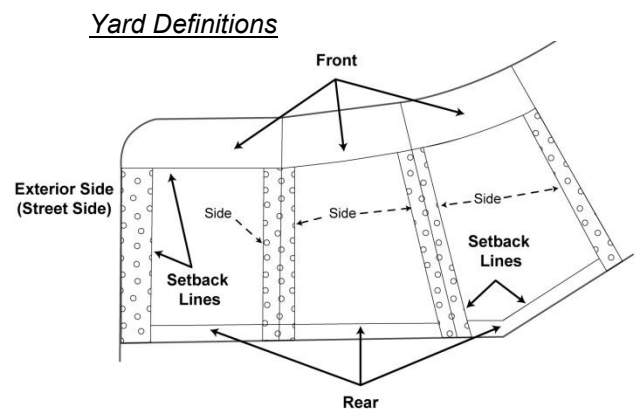 Yard Definitions
Front
Exterior Side
(Street Side)
Side
Side
Side
Setback
Lines
Setback
Lines
Rear